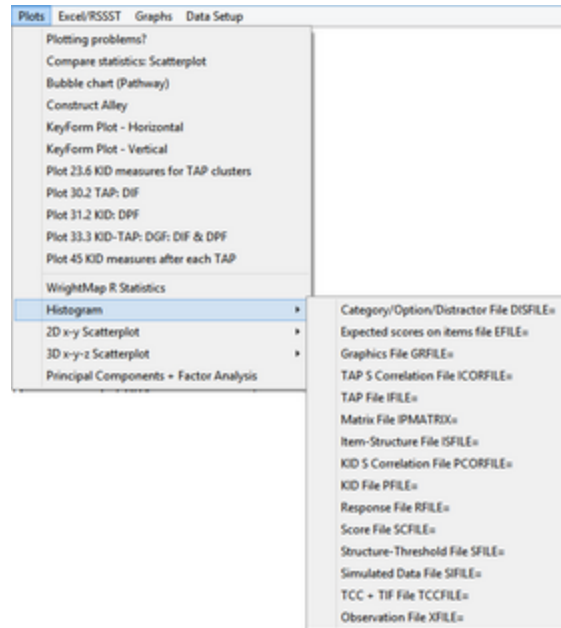 Plots Excel/RSSST Graphs Data Setup
Plotting problems?
Compare statistics: Scatterplot
Bubble chart (Pathway)
Construct Alley
KeyForm Plot - Horizontal
KeyForm Plot - Vertical
Plot 23.6 KID measures for TAP clusters
Plot 30.2 TAP: DIF
Plot 31.2 KID: DPF
Plot 33.3 KID-TAP: DGF: DIF & DPF
Plot 45 KID measures after each TAP
WrightMap R Statistics
Histogram
2D x-y Scatterplot
3D x-y-z Scatterplot
Principal Components + Factor Analysis
Category/Option/Distractor File DISFILE=
Expected scores on items file EFILE=
Graphics File GRFILE=
TAP S Correlation File ICORFILE=
TAP File IFILE=
Matrix File IPMATRIX=
Item-Structure File ISFILE=
KID S Correlation File PCORFILE=
KID File PFILE=
Response File RFILE=
Score File SCFILE=
Structure-Threshold File SFILE=
Simulated Data File SIFILE=
TCC + TIF File TCCFILE=
Observation File XFILE=